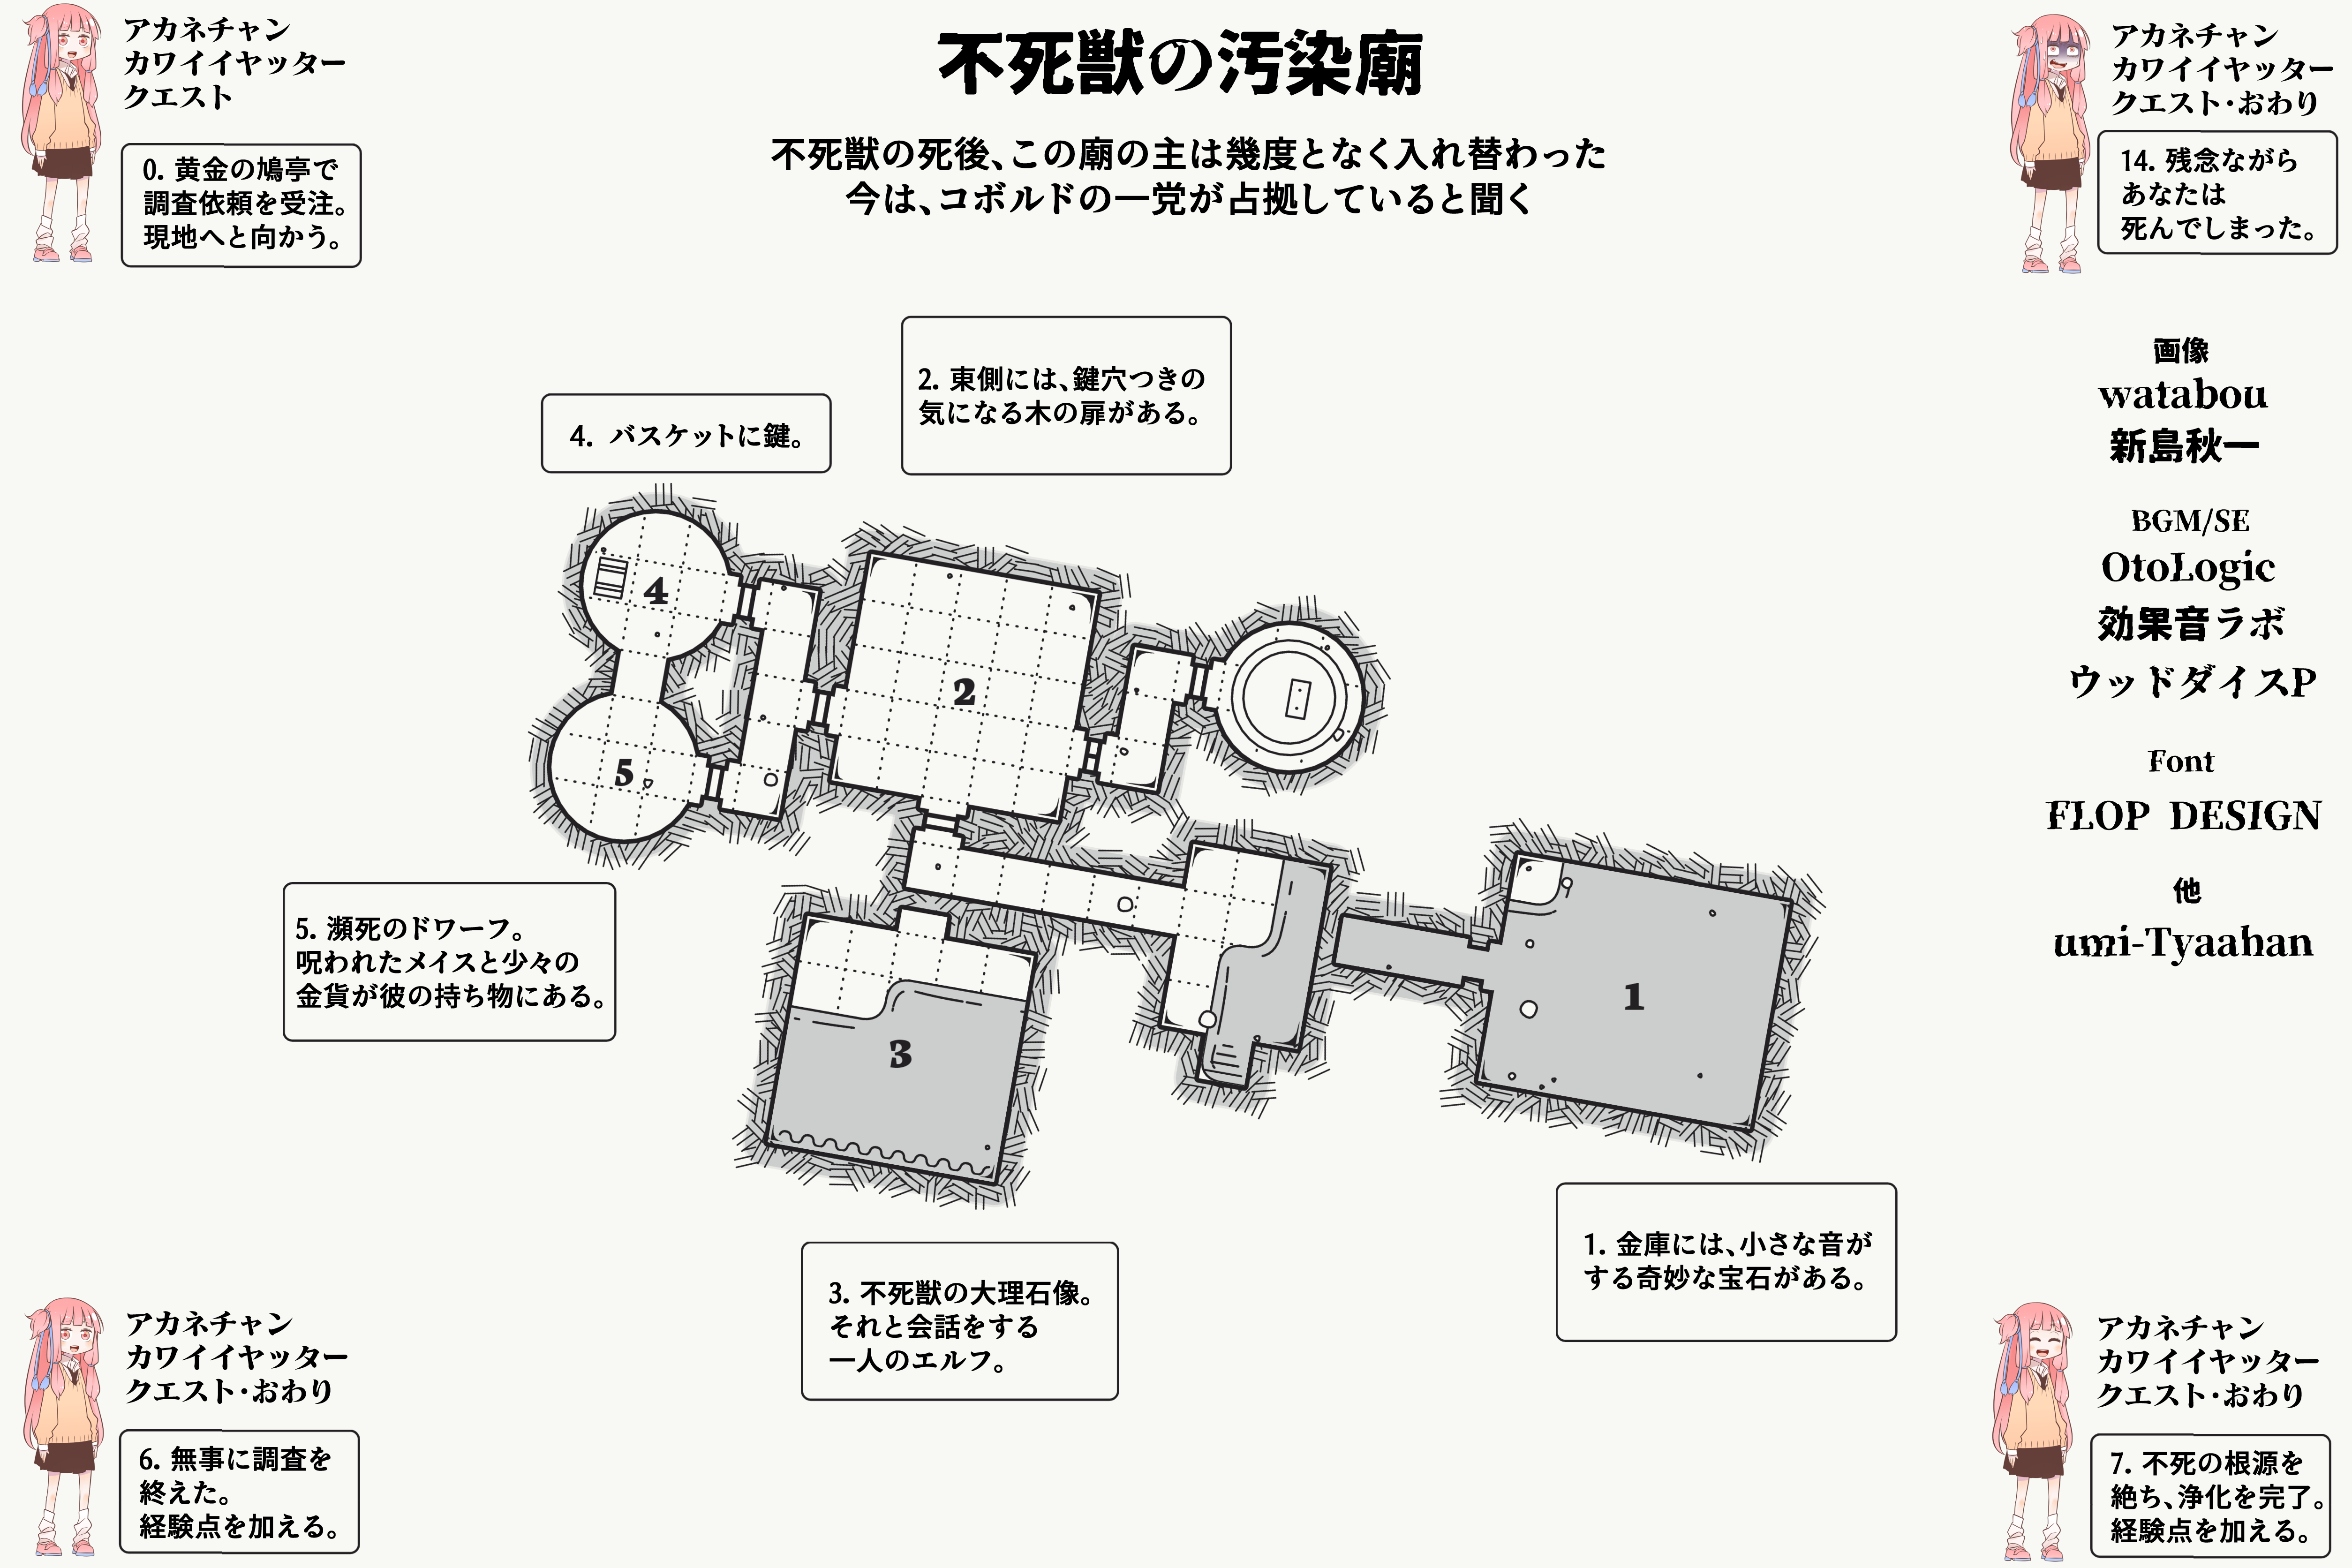 不死獣の汚染廟
不死獣の死後、この廟の主は幾度となく入れ替わった
今は、コボルドの一党が占拠していると聞く
アカネチャン
カワイイヤッター
クエスト
0. 黄金の鳩亭で
調査依頼を受注。
現地へと向かう。
アカネチャン
カワイイヤッター
クエスト・おわり
14. 残念ながら
あなたは
死んでしまった。
2. 東側には、鍵穴つきの
気になる木の扉がある。
4. バスケットに鍵。
4
2
5
1
3
5. 瀕死のドワーフ。
呪われたメイスと少々の
金貨が彼の持ち物にある。
3. 不死獣の大理石像。
それと会話をする
一人のエルフ。
1. 金庫には、小さな音が
する奇妙な宝石がある。
画像
watabou
新島秋一
BGM/SE
OtoLogic
効果音ラボ
ウッドダイスP
Font
FLOP DESIGN
他
umi-Tyaahan
アカネチャン
カワイイヤッター
クエスト・おわり
6. 無事に調査を
終えた。
経験点を加える。
アカネチャン
カワイイヤッター
クエスト・おわり
7. 不死の根源を
絶ち、浄化を完了。
経験点を加える。